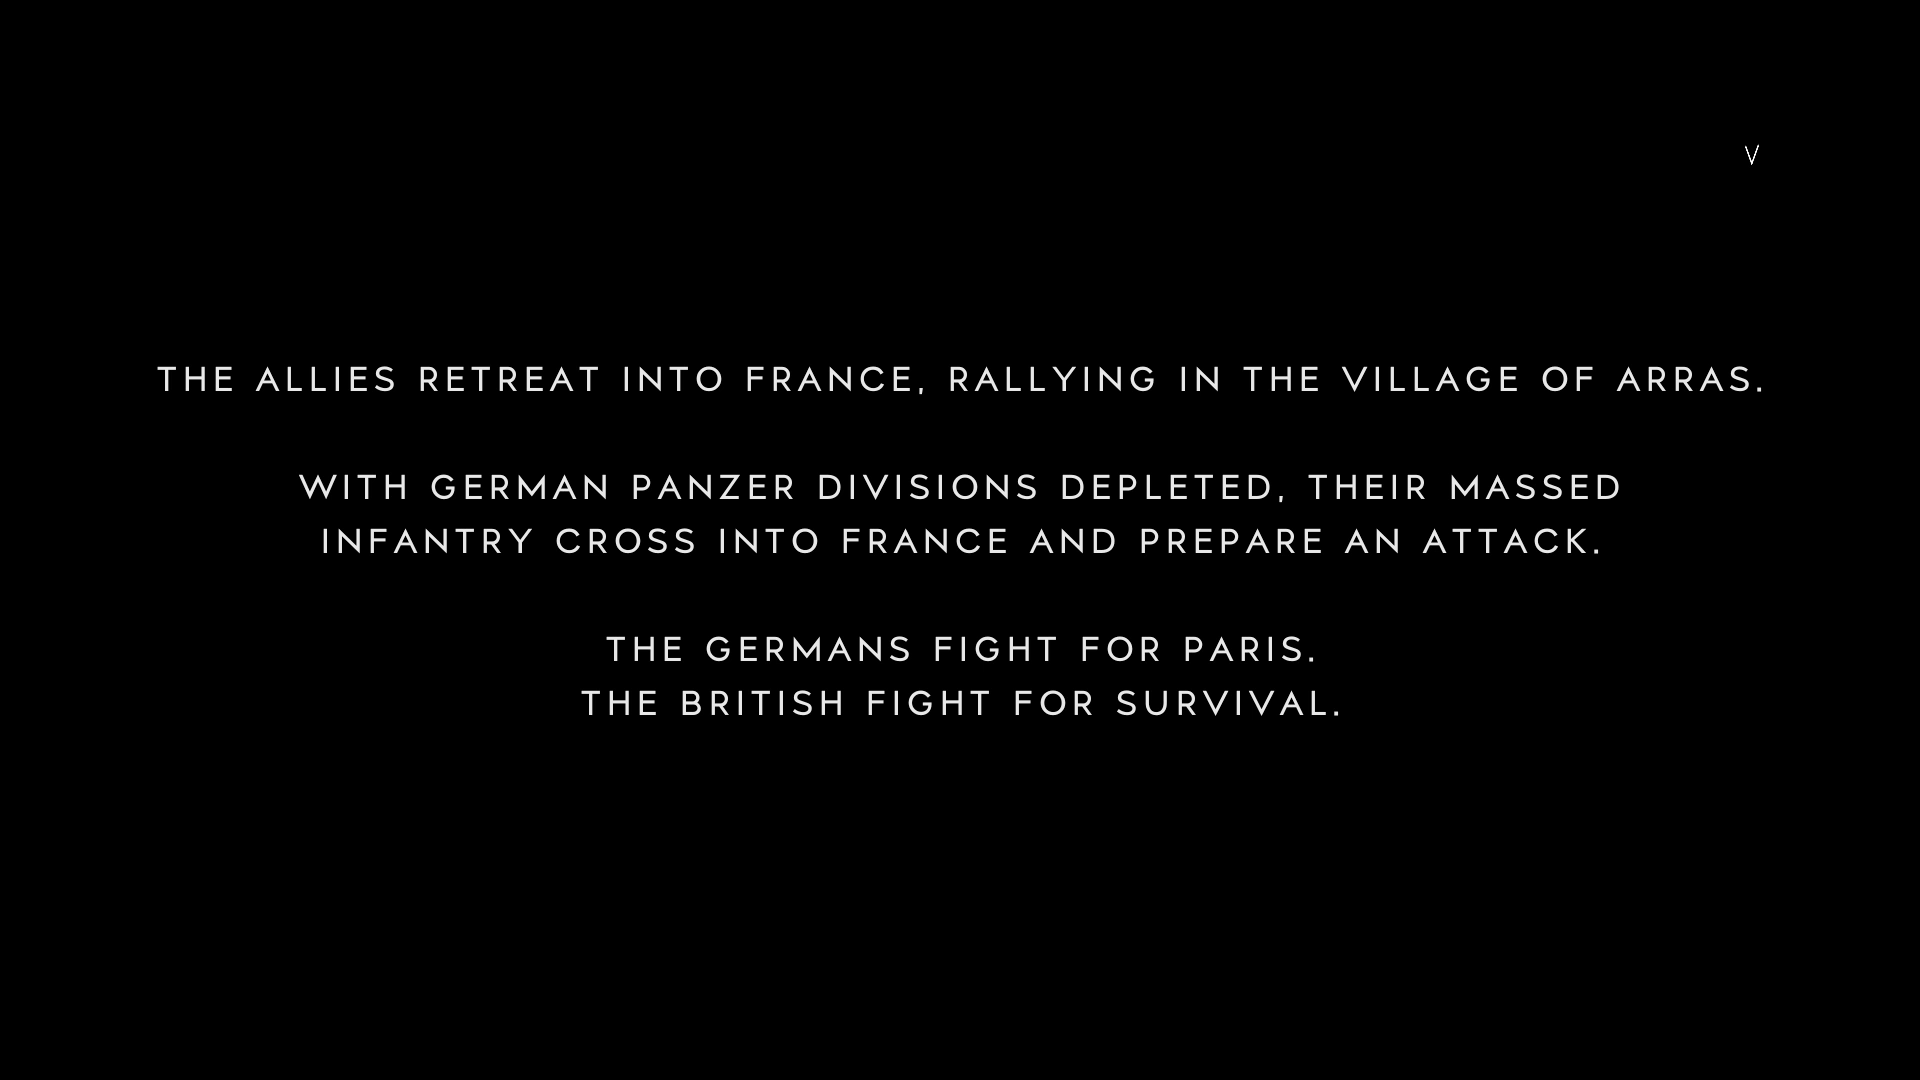 V
THE ALLIES RETREAT INTO FRANCE, RALLYING IN THE VILLAGE OF ARRAS.
WITH GERMAN PANZER DIVISIONS DEPLETED, THEIR MASSED
INFANTRY CROSS INTO FRANCE AND PREPARE AN ATTACK.
THE GERMANS FIGHT FOR PARIS.
THE BRITISH FIGHT FOR SURVIVAL.